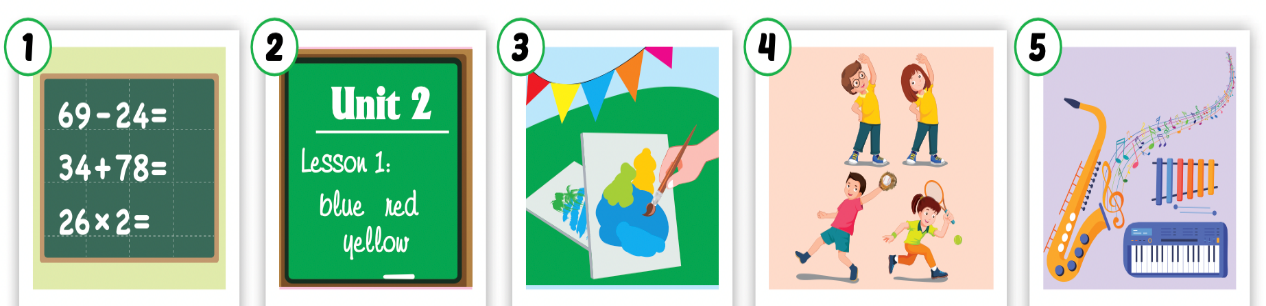 1
69-24=
34+78=
26×2=
2
Unit 2
Lesson 1:
blue red
yellow
3
4
5